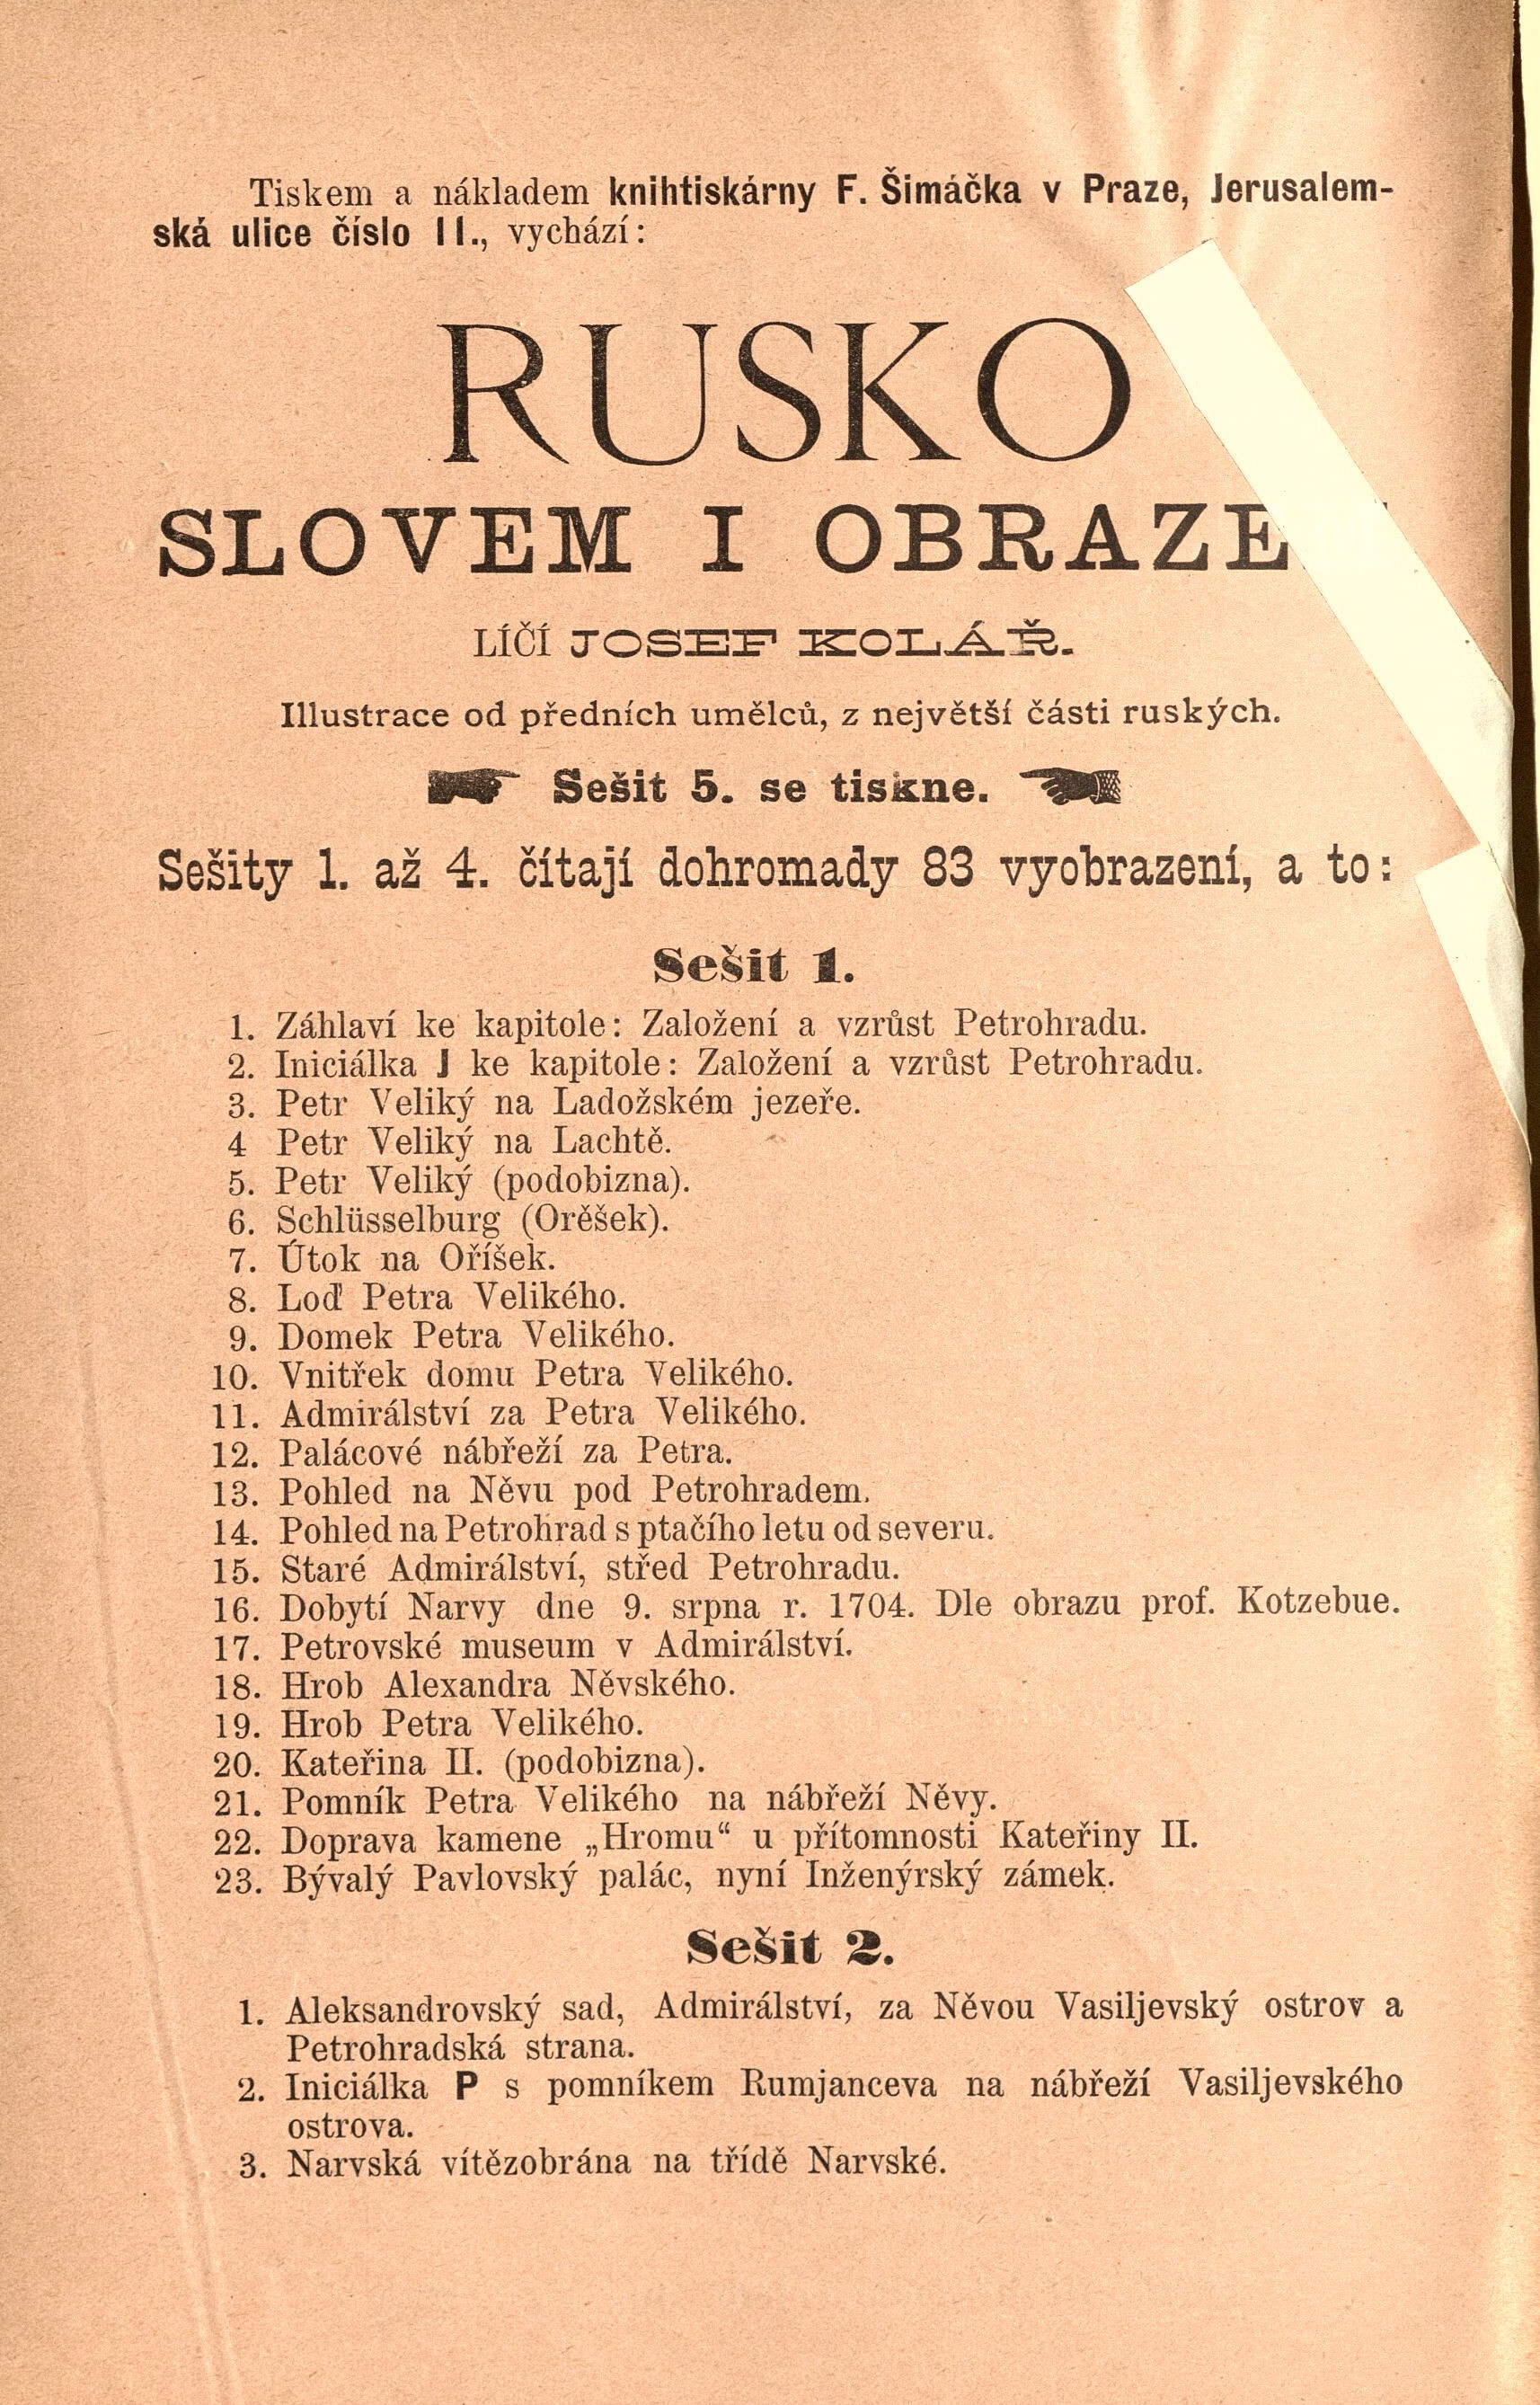 Tiskem a nákladem knihtiskárny F. Šimáčka v Praze, Jerusalem-
ská ulice číslo 11., vychází:
RUSKO
SLOVEM I
LÍČÍ JOSEF KOLÁŘ.
Illustrace od předních umělců, z největší části ruských.
Sešit 5. se tiskne.
Sešity 1. až 4. čítají dohromady 83 vyobrazení, a to:
Sešit 1.
1. Záhlaví ke kapitole: Založení a vzrůst Petrohradu.
2. Iniciálka J ke kapitole: Založení a vzrůst Petrohradu.
3. Petr Veliký na Ladožském jezeře.
4 Petr Veliký na Lachtě.
5. Petr Veliký (podobizna).
6. Schlüsselburg (Orěšek).
7. Útok na Oříšek.
8. Loď Petra Velikého.
9. Domek Petra Velikého.
10. Vnitřek domu Petra Velikého.
11. Admirálství za Petra Velikého.
12. Palácové nábřeží za Petra.
13. Pohled na Něvu pod Petrohradem.
14. Pohled na Petrohrad s ptačího letu od severu.
15. Staré Admirálství, střed Petrohradu.
16. Dobytí Narvy dne 9. srpna r. 1704. Dle obrazu prof. Kotzebue.
17. Petrovské museum v Admirálství.
18. Hrob Alexandra Něvského.
19. Hrob Petra Velikého.
20. Kateřina II. (podobizna).
21. Pomník Petra Velikého na nábřeží Něvy.
22. Doprava kamene „Hromu“ u přítomnosti Kateřiny II.
23. Bývalý Pavlovský palác, nyní Inženýrský zámek.
Sešit 2.
1. Aleksandrovský sad, Admirálství, za Něvou Vasiljevský ostrov a
Petrohradská strana.
2. Iniciálka P s pomníkem Rumjanceva na nábřeží Vasiljevského
ostrova.
3. Narvská vítězobrána na třídě Narvské.